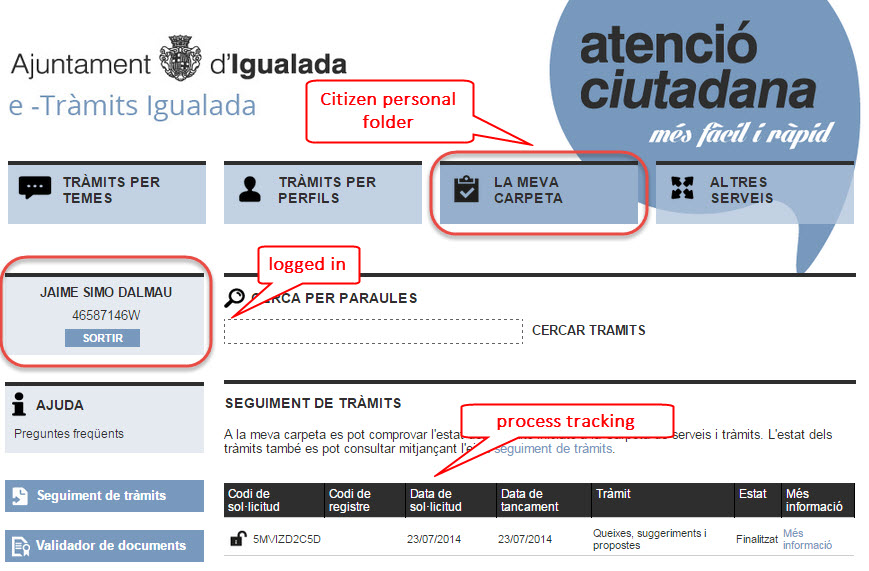 Ajuntament d'Igualada
e -Tràmits Igualada
atenció
ciutadana
més fàcil i ràpid
Citizen personal
folder
TRÀMITS PER
TEMES
TRÀMITS PER
PERFILS
LA MEVA
CARPETA
ALTRES
SERVEIS
logged in
JAIME SIMO DALMAU
46587146W
SORTIR
CERCA PER PARAULES
CERCAR TRAMITS
AJUDA
Preguntes freqüents
SEGUIMENT DE TRÀMITS
process tracking
A la meva carpeta es pot comprovar l'estat serveis i tràmits. L'estat dels
tràmits també es pot consultar mitjançant seguiment de tràmits.
Seguiment de tràmits
Validador de documents
Codi de
sol·licitud
Codi de
registre
Data de
sol·licitud
Data de
tancament
Tràmit
Estat
Més
informació
5MVIZD2C5D
23/07/2014
23/07/2014
Queixes, suggeriments i
propostes
Finalitzat
Més
informació